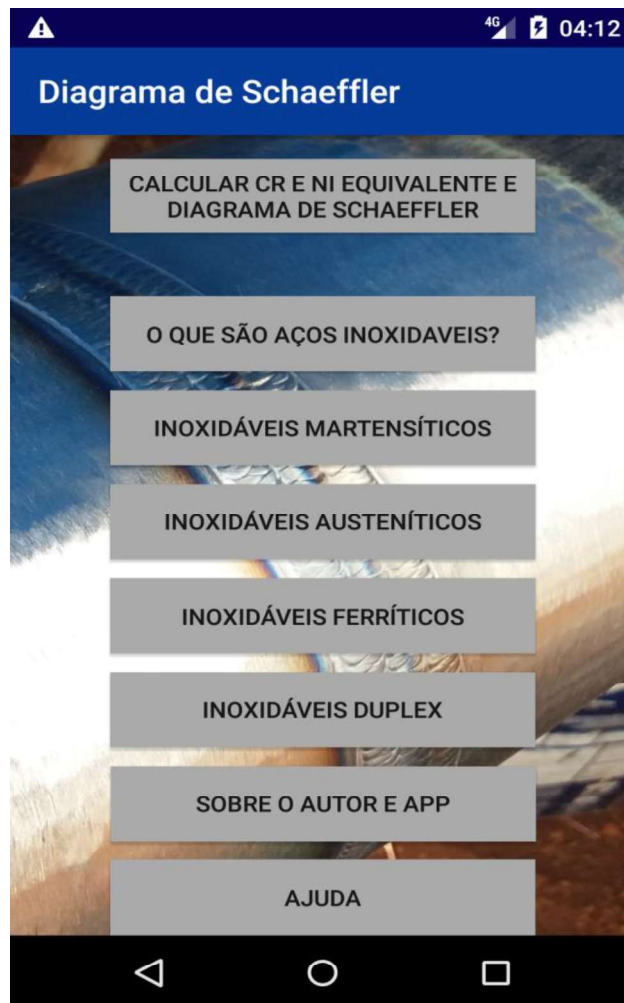 4G 04:12
Diagrama de Schaeffler
CALCULAR CR E NI EQUIVALENTE E
DIAGRAMA DE SCHAEFFLER
O QUE SÃO AÇOS INOXIDAVEIS?
INOXIDÁVEIS MARTENSÍTICOS
INOXIDÁVEIS AUSTENÍTICOS
INOXIDÁVEIS FERRÍTICOS
INOXIDÁVEIS DUPLEX
SOBRE O AUTOR E APP
AJUDA